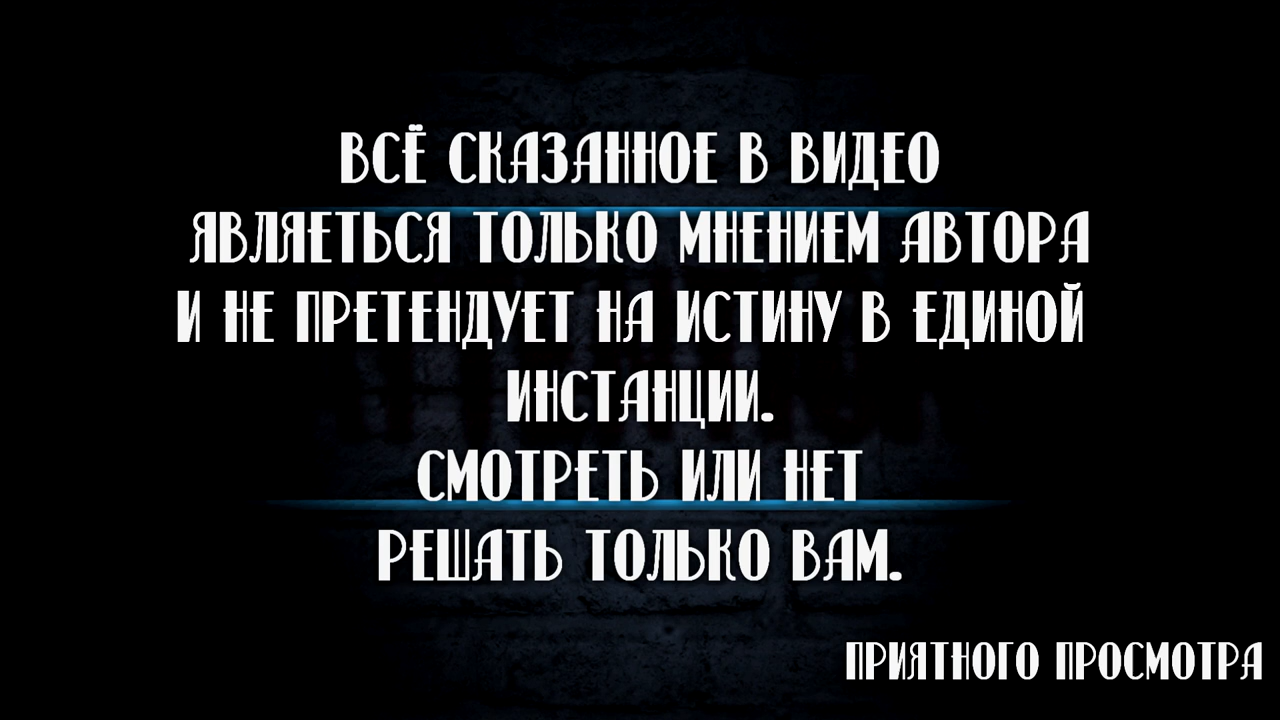 ВСЁ СКАЗАННОЕ В ВИДЕО
ЯВЛЯЕТЬСЯ ТОЛЬКО МНЕНИЕМ АВТОРА
И НЕ ПРЕТЕНДУЕТ НА ИСТИНУ В ЕДИНОЙ
ИНСТАНЦИИ.
СМОТРЕТЬ ИЛИ НЕТ
РЕШАТЬ ТОЛЬКО ВАМ.
ПРИЯТНОГО ПРОСМОТРА